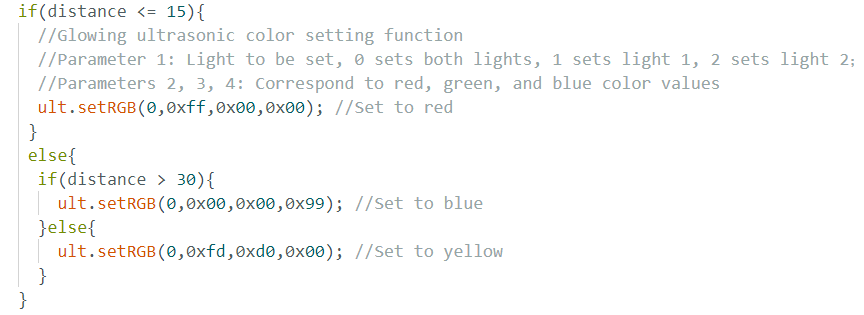 if(distance <= 15){
//Glowing ultrasonic color setting function
//Parameter 1: Light to be set, 0 sets both lights, 1 sets light 1, 2 sets light 2;
//Parameters 2, 3, 4: Correspond to red, green, and blue color values
ult.setRGB(0,0xff,0x00,0x00); //Set to red
}
else{
if(distance > 30){
ult.setRGB(0,0x00,0x00,0x99); //Set to blue
}else{
ult.setRGB(0,0xfd,0xd0,0x00); //Set to yellow
}
}